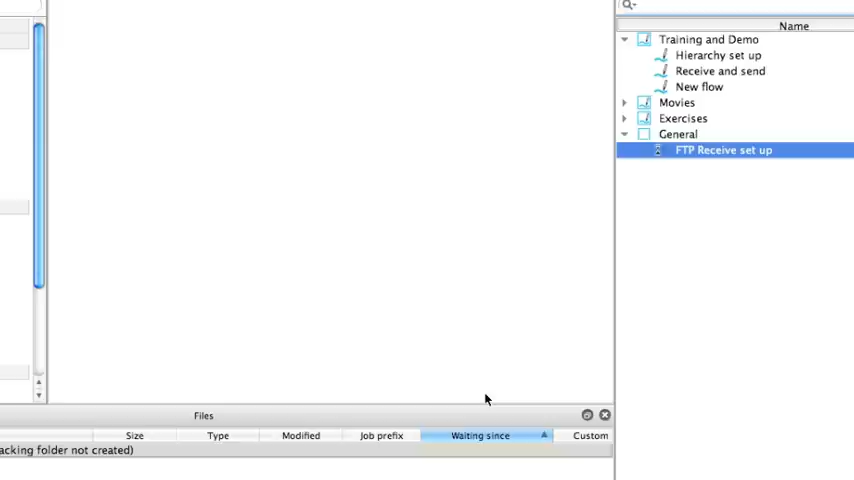 Name
Training and Demo
Hierarchy set up
Receive and send
New flow
Movies
Exercises
General
FTP Receive set up
Files
Size Type Modified Job prefix Waiting since Custom
acking folder not created)